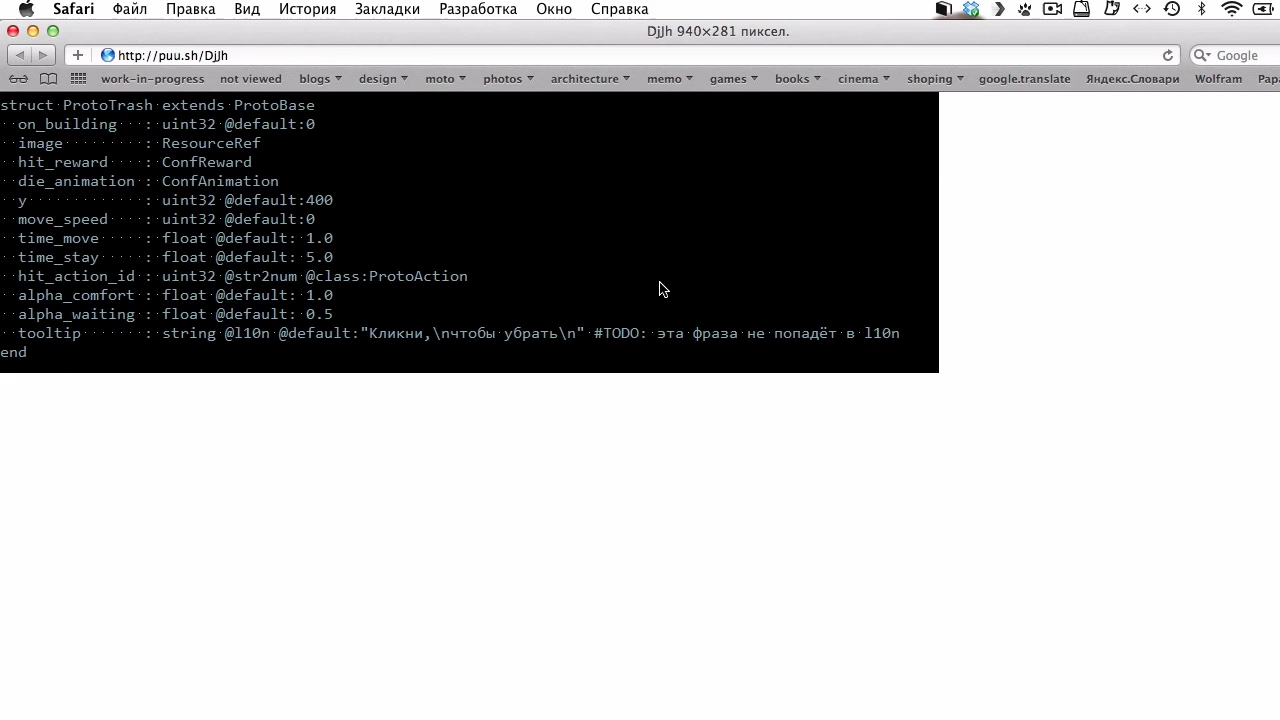 Safari Файл Правка Вид История Закладки Разработка Окно Справка
DjJh 940×281 пиксел.
http://puu.sh/DjJh
Google
work-in-progress not viewed blogs design moto photos architecture memo games books cinema shoping google.translate Яндекс.Словари Wolfram Papa
struct ProtoTrash extends ProtoBase
on_building : uint32 @default:0
image : ResourceRef
hit_reward : ConfReward
die_animation : ConfAnimation
y : uint32 @default:400
move_speed : uint32 @default:0
time_move : float @default: 1.0
time_stay : float @default: 5.0
hit_action_id : uint32 @str2num @class:ProtoAction
alpha_comfort : float @default: 1.0
alpha_waiting : float @default: 0.5
tooltip : string @l10n @default:"Кликни,\nчтобы убрать\n" #TODO: эта фраза не попадёт в l10n
end